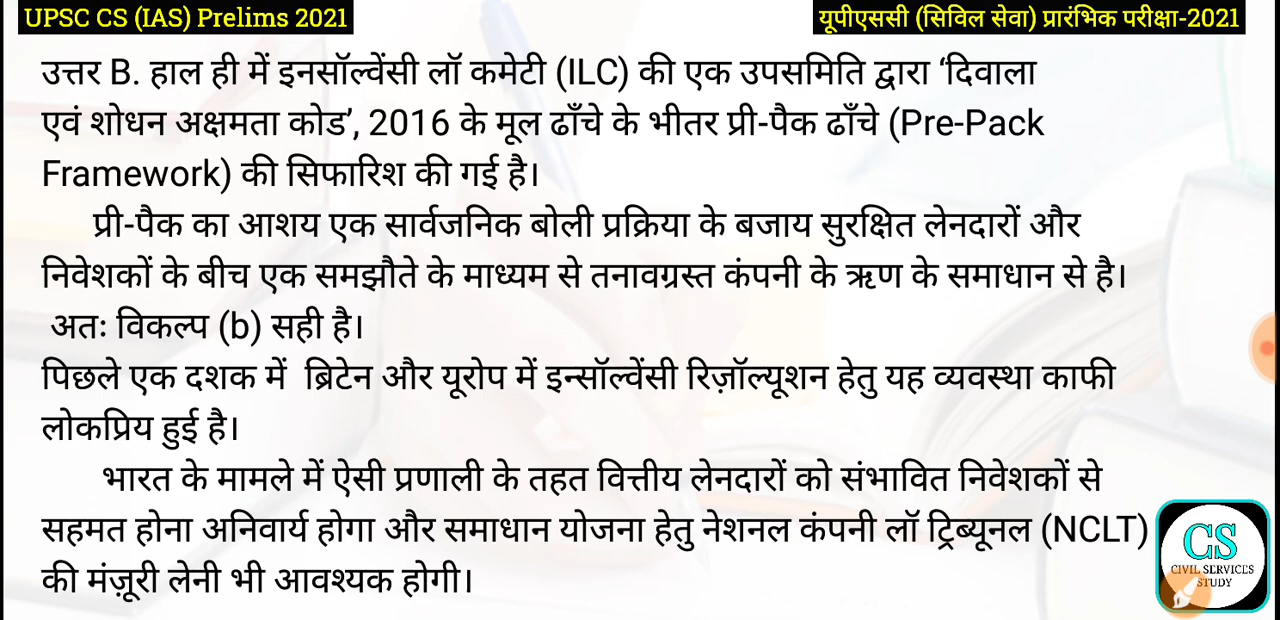 UPSC CS (IAS) Prelims 2021
यूपीएससी (सिविल सेवा) प्रारंभिक परीक्षा-2021
उत्तर B. हाल ही में इनसॉल्वेंसी लॉ कमेटी (ILC) की एक उपसमिति द्वारा ‘दिवाला
एवं शोधन अक्षमता कोड’, 2016 के मूल ढाँचे के भीतर प्री-पैक ढाँचे (Pre-Pack
Framework) की सिफारिश की गई है।
प्री-पैक का आशय एक सार्वजनिक बोली प्रक्रिया के बजाय सुरक्षित लेनदारों और
निवेशकों के बीच एक समझौते के माध्यम से तनावग्रस्त कंपनी के ऋण के समाधान से है।
अतः विकल्प (b) सही है।
पिछले एक दशक में ब्रिटेन और यूरोप में इन्सॉल्वेंसी रिज़ॉल्यूशन हेतु यह व्यवस्था काफी
लोकप्रिय हुई है।
भारत के मामले में ऐसी प्रणाली के तहत वित्तीय लेनदारों को संभावित निवेशकों से
सहमत होना अनिवार्य होगा और समाधान योजना हेतु नेशनल कंपनी लॉ ट्रिब्यूनल (NCLT)
की मंज़ूरी लेनी भी आवश्यक होगी।
CS
CIVIL SERVICES
STUDY